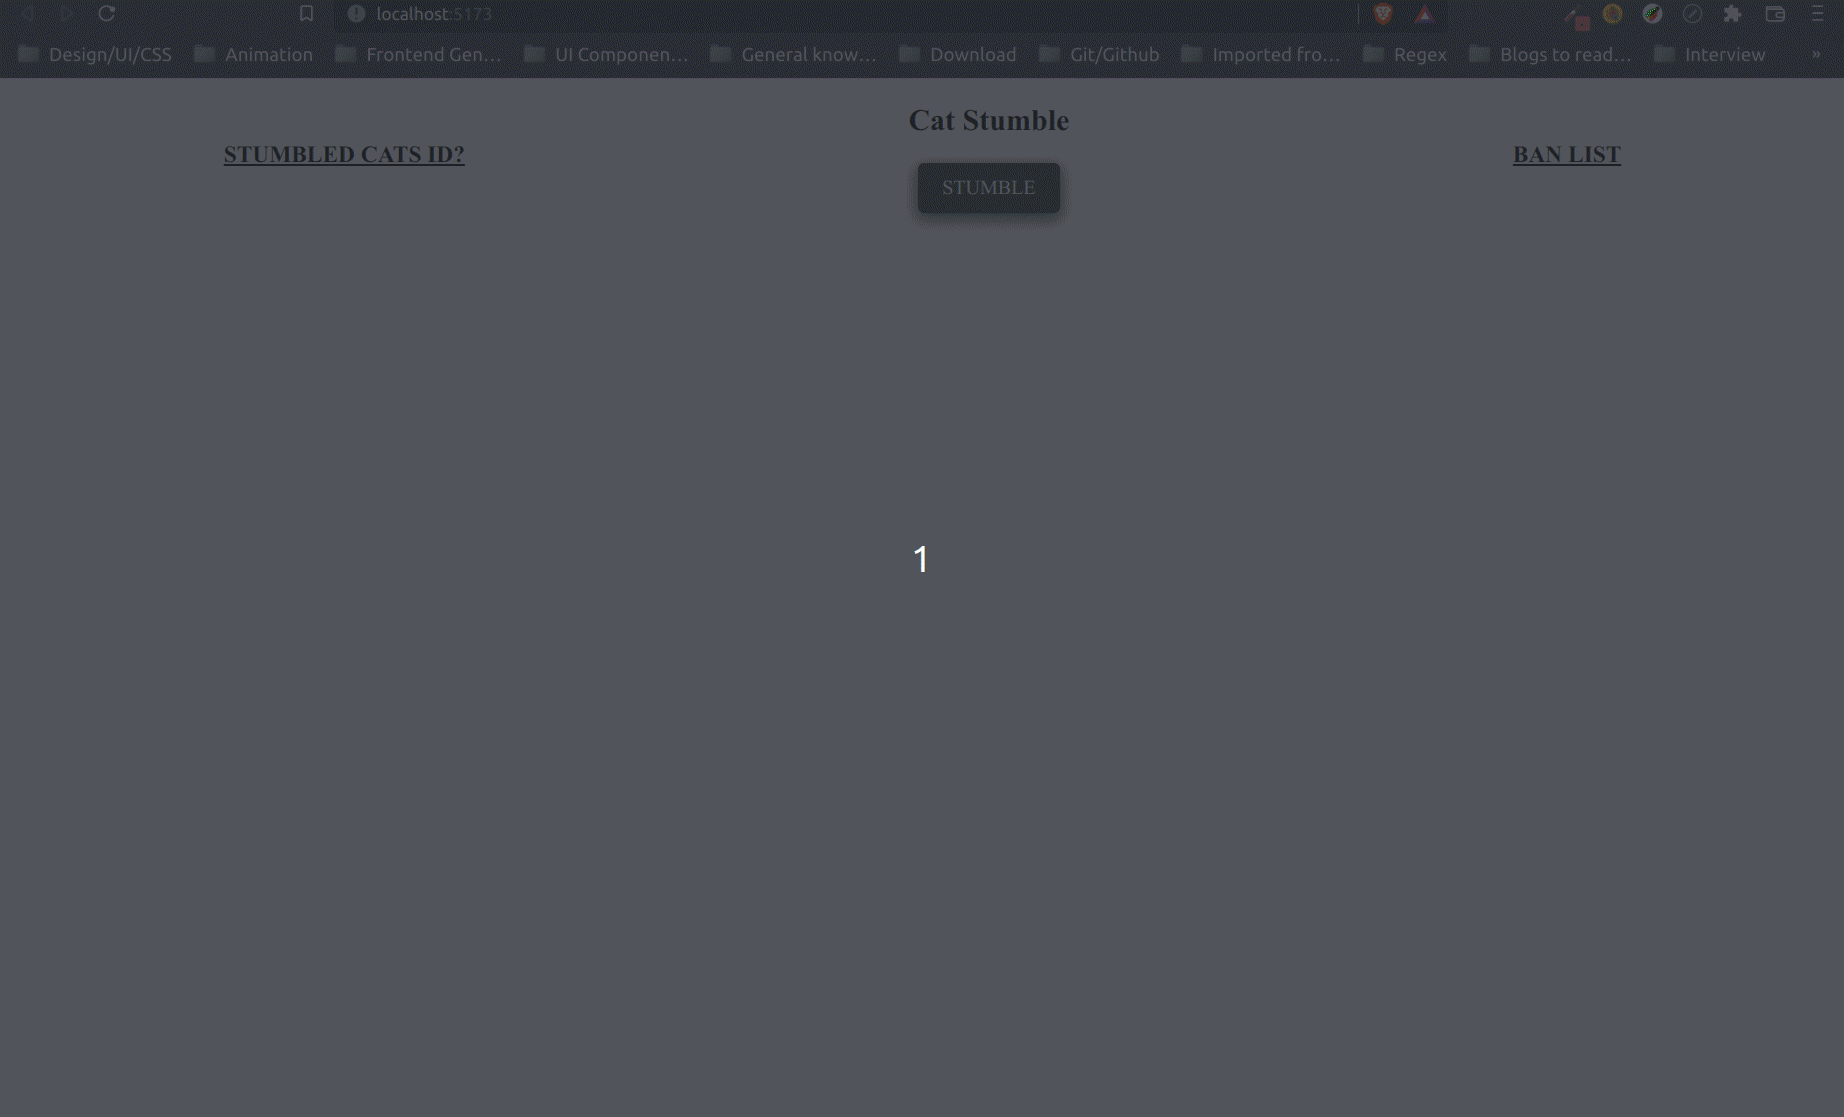 localhost:5173
Design/UI/CSS Animation Frontend Gen... UI Componen... General know... Download Git/Github Imported fro... Regex Blogs to read... Interview »
Cat Stumble
STUMBLED CATS ID?
BAN LIST
STUMBLE
1